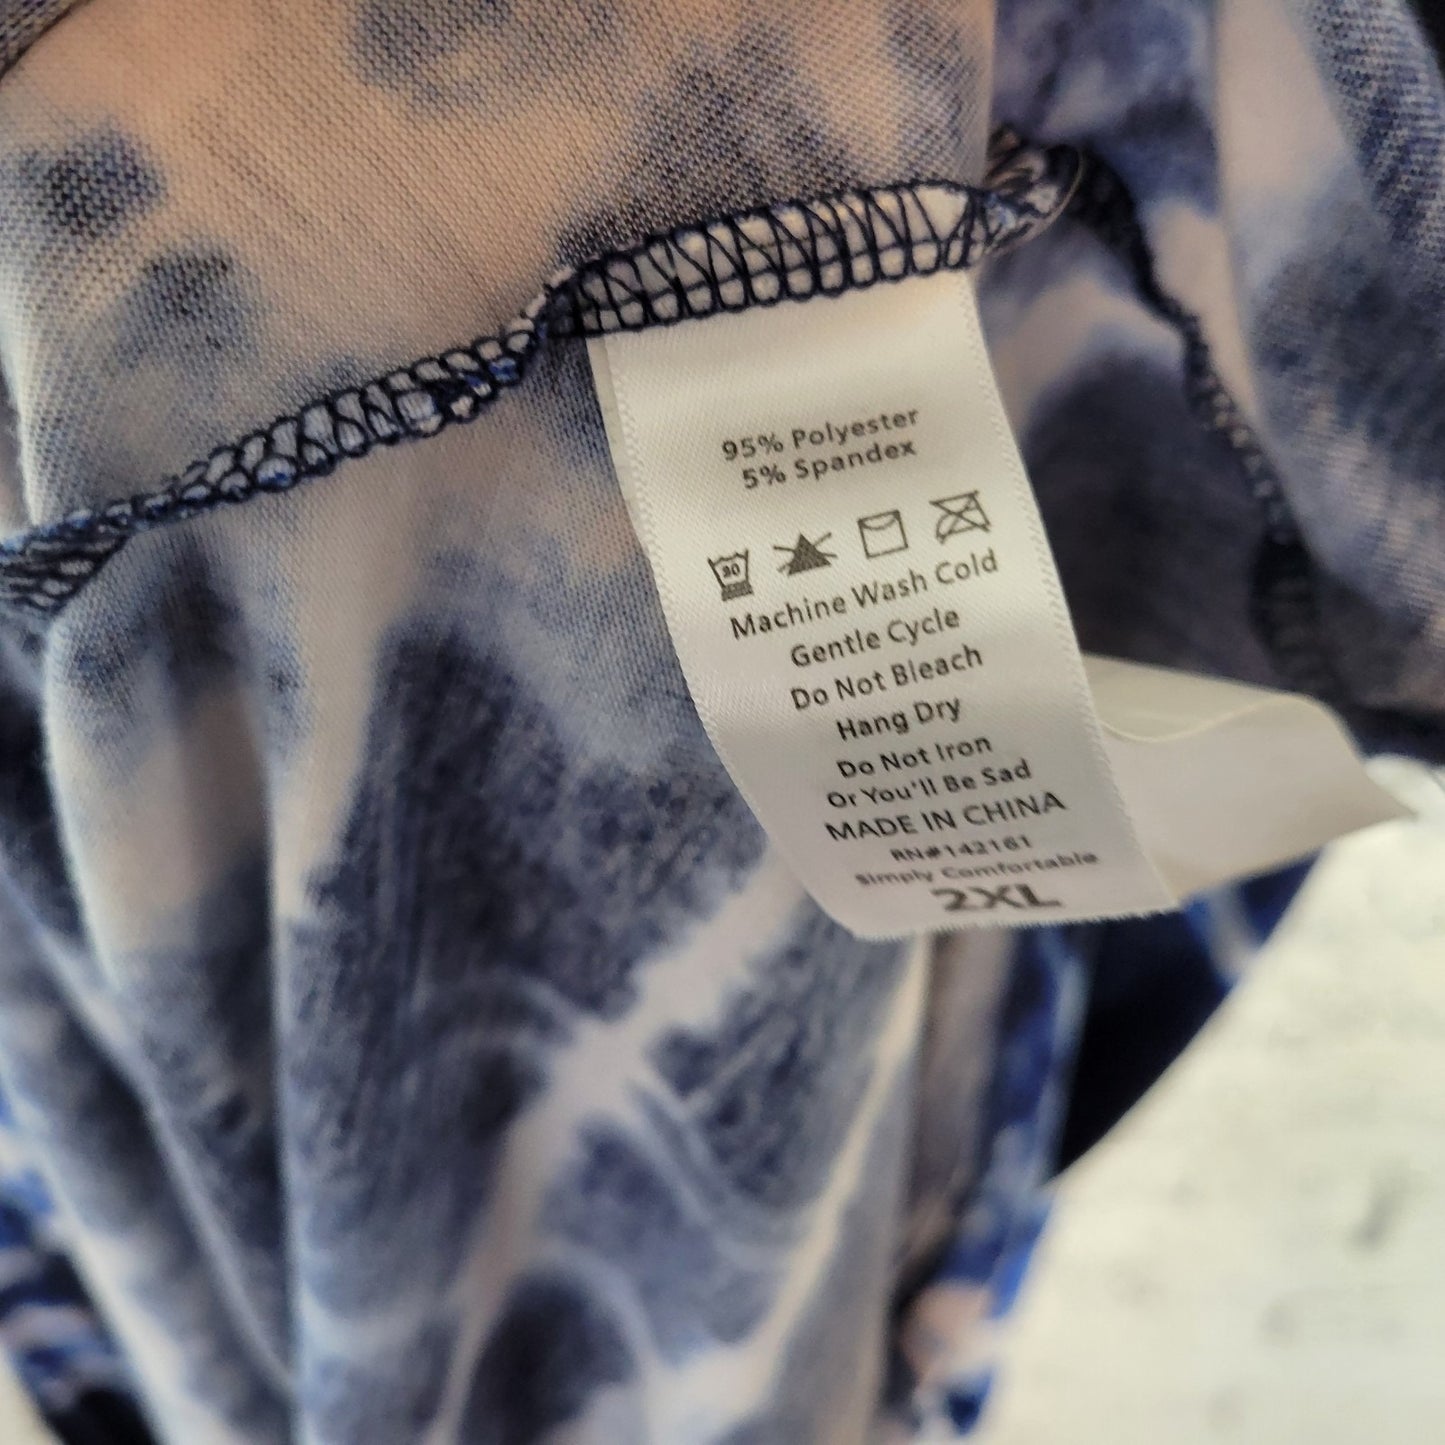 95% Polyester
5% Spandex
30
Machine Wash Cold
Gentle Cycle
Do Not Bleach
Hang Dry
Do Not Iron
Or You'll Be Sad
MADE IN CHINA
RN#142161
Simply Comfortable
2XL